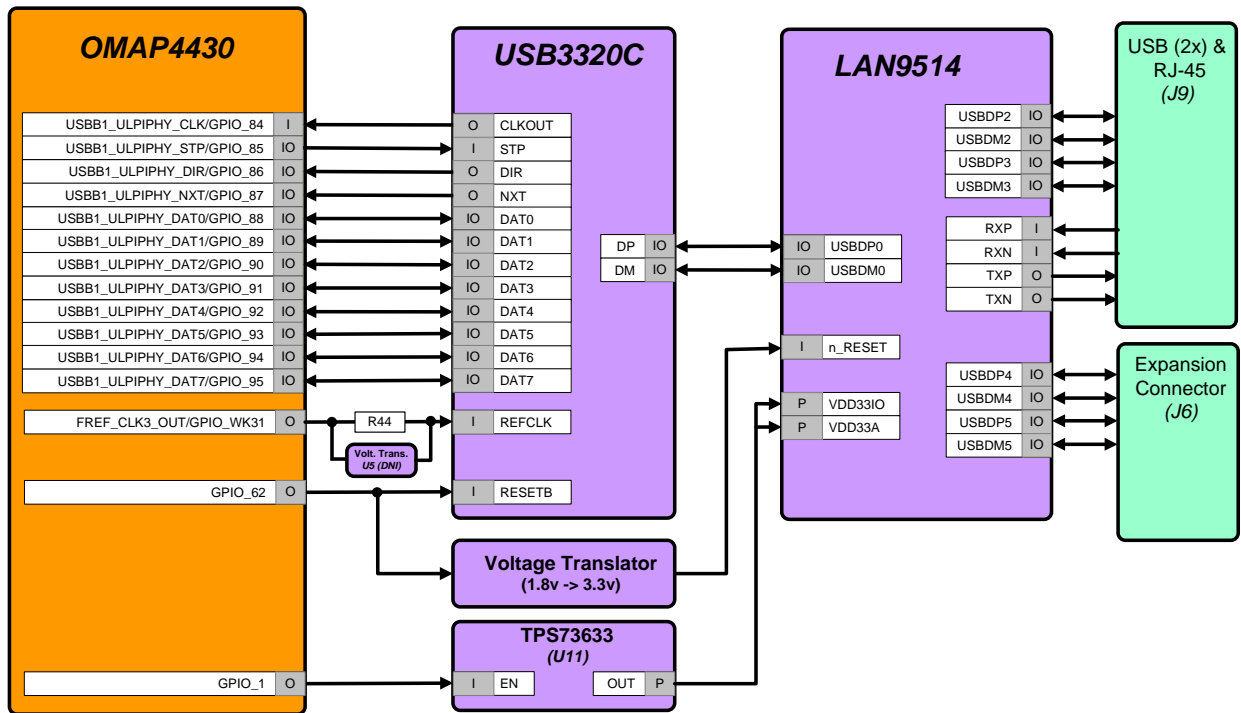 OMAP4430
USBB1_ULPIPHY_CLK/GPIO_84 I
USBB1_ULPIPHY_STP/GPIO_85 IO
USBB1_ULPIPHY_DIR/GPIO_86 IO
USBB1_ULPIPHY_NXT/GPIO_87 IO
USBB1_ULPIPHY_DAT0/GPIO_88 IO
USBB1_ULPIPHY_DAT1/GPIO_89 IO
USBB1_ULPIPHY_DAT2/GPIO_90 IO
USBB1_ULPIPHY_DAT3/GPIO_91 IO
USBB1_ULPIPHY_DAT4/GPIO_92 IO
USBB1_ULPIPHY_DAT5/GPIO_93 IO
USBB1_ULPIPHY_DAT6/GPIO_94 IO
USBB1_ULPIPHY_DAT7/GPIO_95 IO
FREF_CLK3_OUT/GPIO_WK31 O
GPIO_62 O
GPIO_1 O
R44
Volt. Trans.
U5 (DNI)
USB3320C
O CLKOUT
I STP
O DIR
O NXT
IO DAT0
IO DAT1
IO DAT2
IO DAT3
IO DAT4
IO DAT5
IO DAT6
IO DAT7
I REFCLK
I RESETB
DP IO
DM IO
Voltage Translator
(1.8v -> 3.3v)
TPS73633
(U11)
I EN
OUT P
LAN9514
IO USBDP0
IO USBDM0
I n_RESET
P VDD33IO
P VDD33A
USBDP2 IO
USBDM2 IO
USBDP3 IO
USBDM3 IO
RXP I
RXN I
TXP O
TXN O
USBDP4 IO
USBDM4 IO
USBDP5 IO
USBDM5 IO
USB (2x) &
RJ-45
(J9)
Expansion
Connector
(J6)